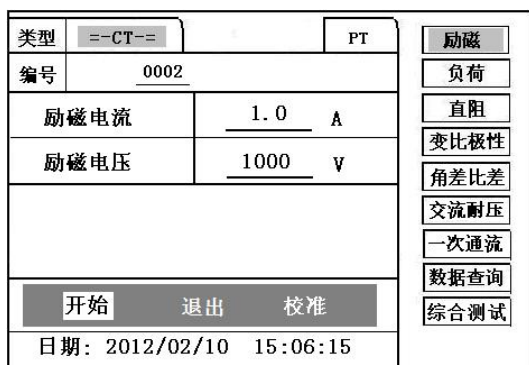 类型 =-CT-= PT
编号 0002
励磁电流 1.0 A
励磁电压 1000 V
开始 退出 校准
日期: 2012/02/10 15:06:15
励磁
负荷
直阻
变比极性
角差比差
交流耐压
一次通流
数据查询
综合测试